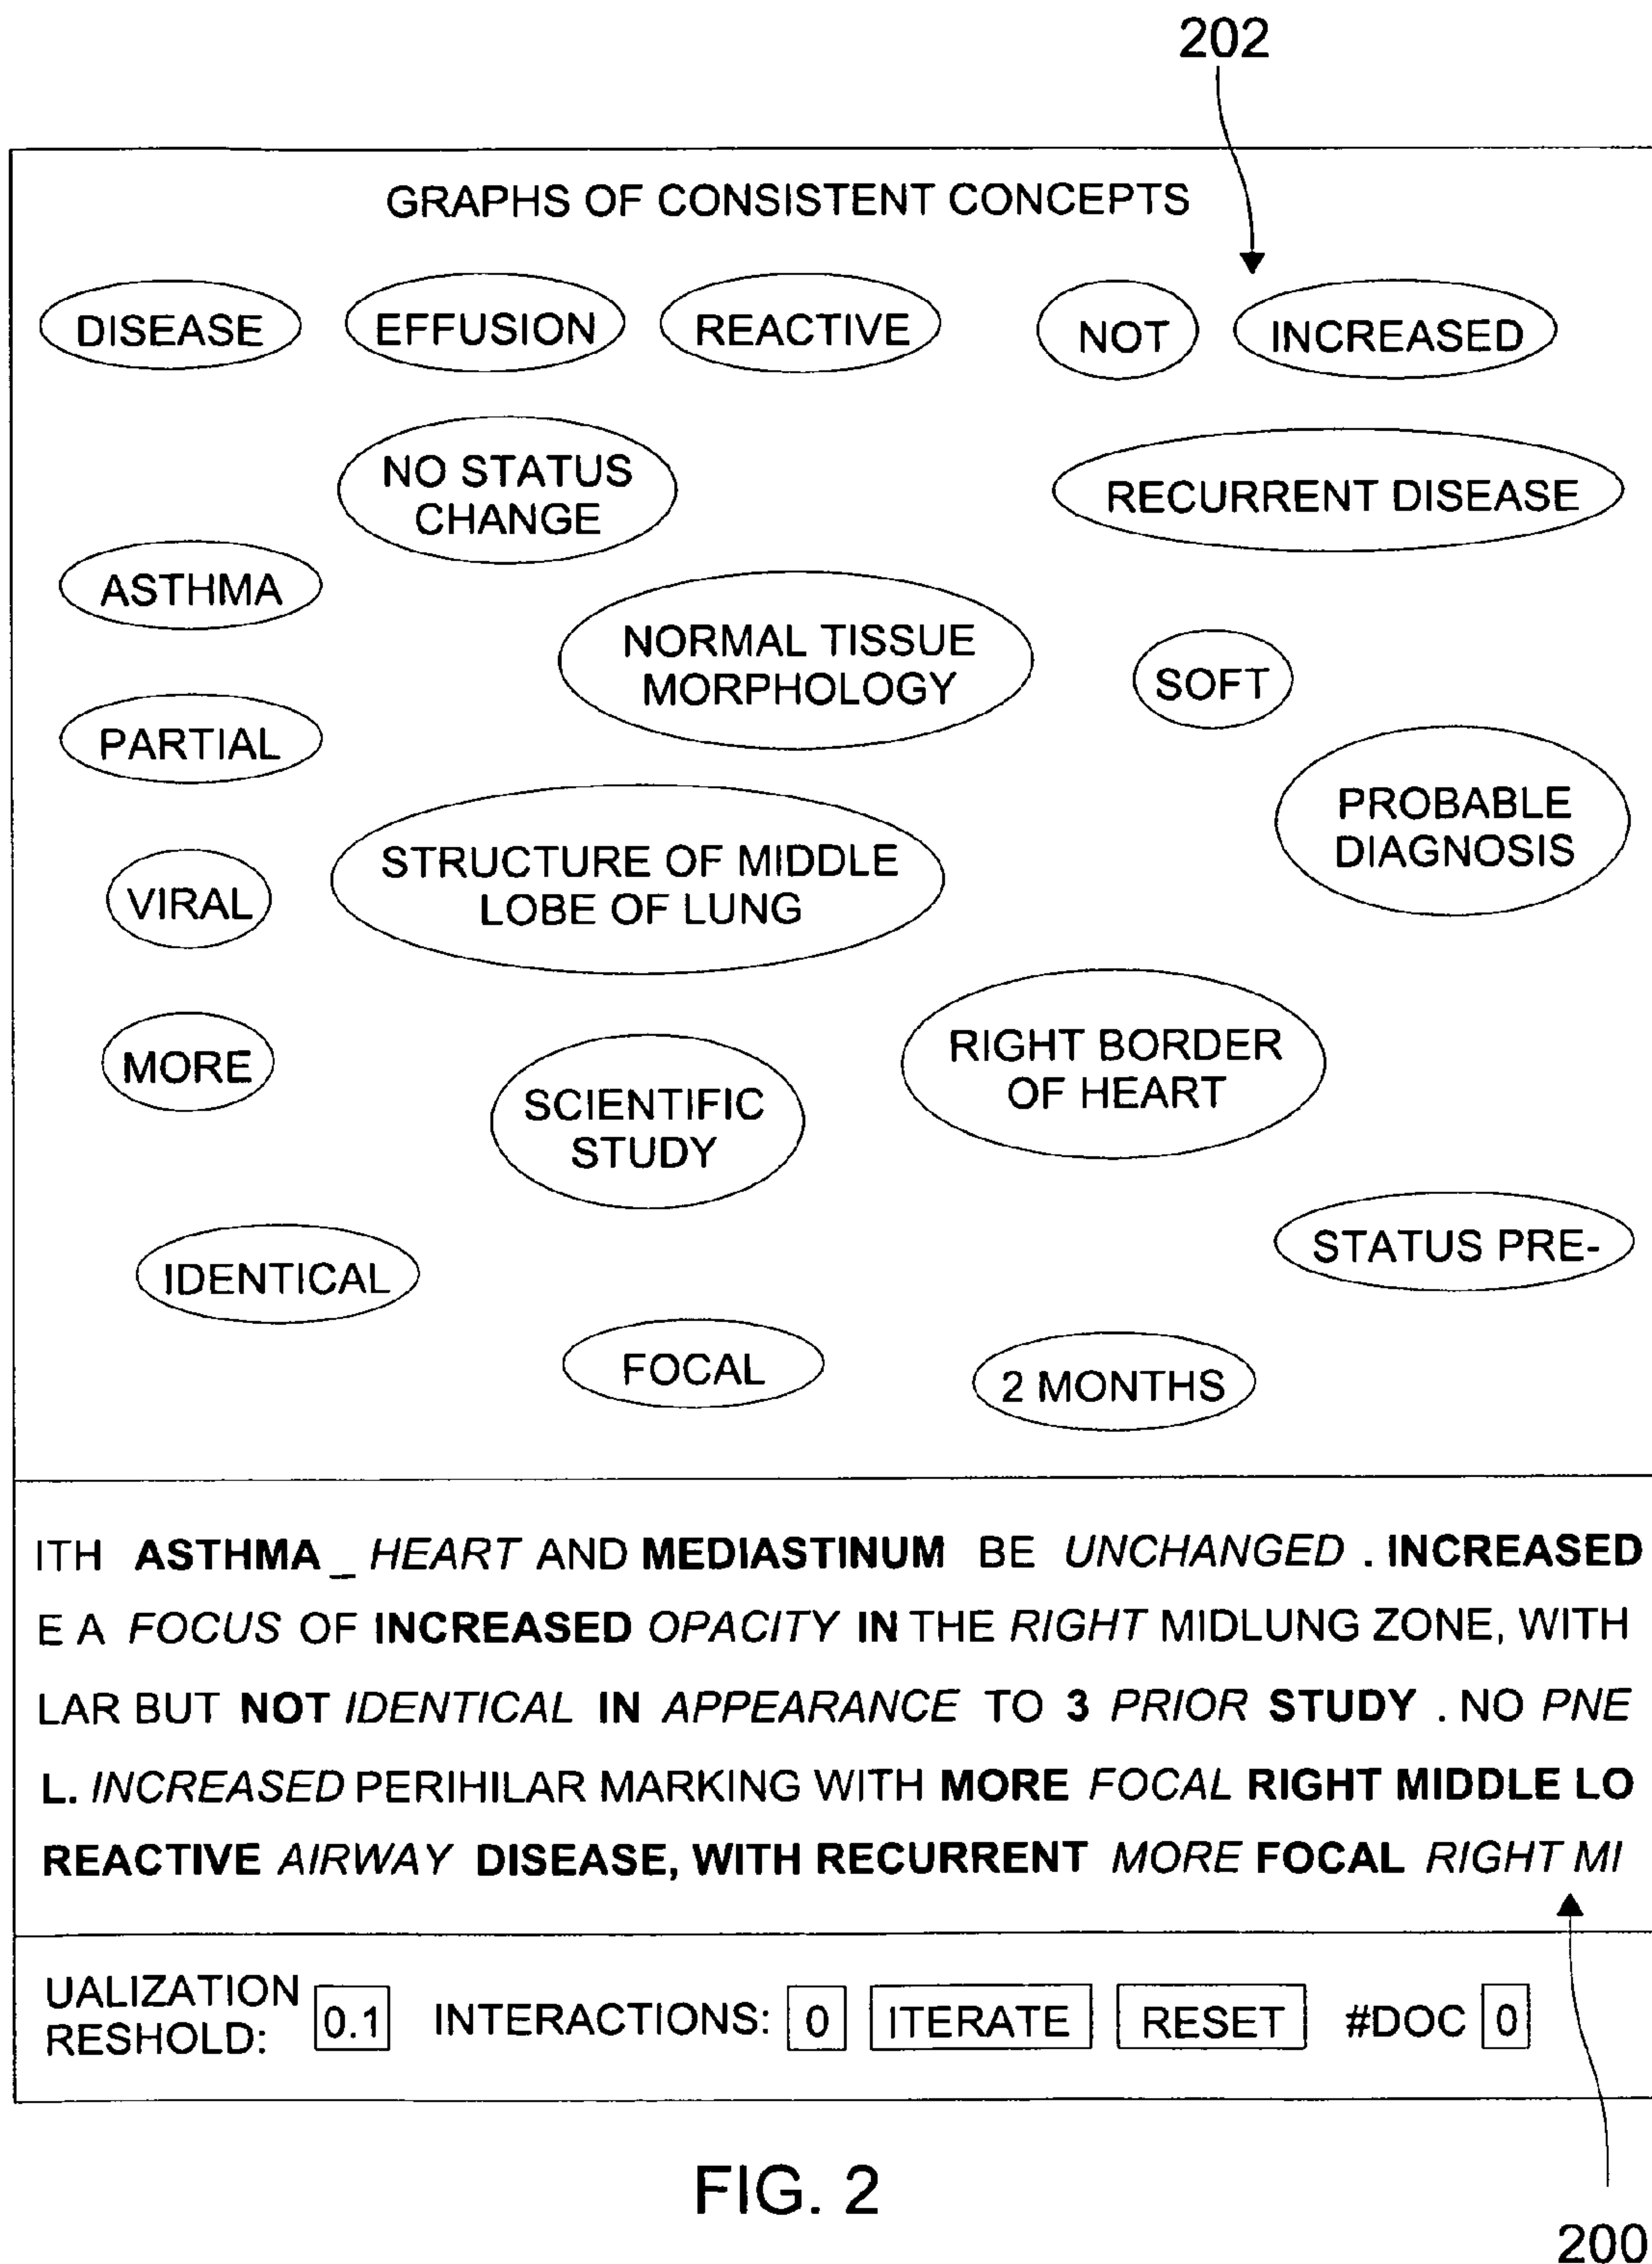 202
GRAPHS OF CONSISTENT CONCEPTS
DISEASE
EFFUSION
REACTIVE
NOT
INCREASED
NO STATUS
CHANGE
RECURRENT DISEASE
ASTHMA
NORMAL TISSUE
MORPHOLOGY
SOFT
PARTIAL
PROBABLE
DIAGNOSIS
STRUCTURE OF MIDDLE
LOBE OF LUNG
VIRAL
MORE
RIGHT BORDER
OF HEART
SCIENTIFIC
STUDY
STATUS PRE-
IDENTICAL
FOCAL
2 MONTHS
ITH ASTHMA _ HEART AND MEDIASTINUM BE UNCHANGED . INCREASED
E A FOCUS OF INCREASED OPACITY IN THE RIGHT MIDLUNG ZONE, WITH
LAR BUT NOT IDENTICAL IN APPEARANCE TO 3 PRIOR STUDY . NO PNE
L. INCREASED PERIHILAR MARKING WITH MORE FOCAL RIGHT MIDDLE LO
REACTIVE AIRWAY DISEASE, WITH RECURRENT MORE FOCAL RIGHT MI
UALIZATION
RESHOLD: 0.1 INTERACTIONS: 0 ITERATE RESET #DOC 0
FIG. 2
200